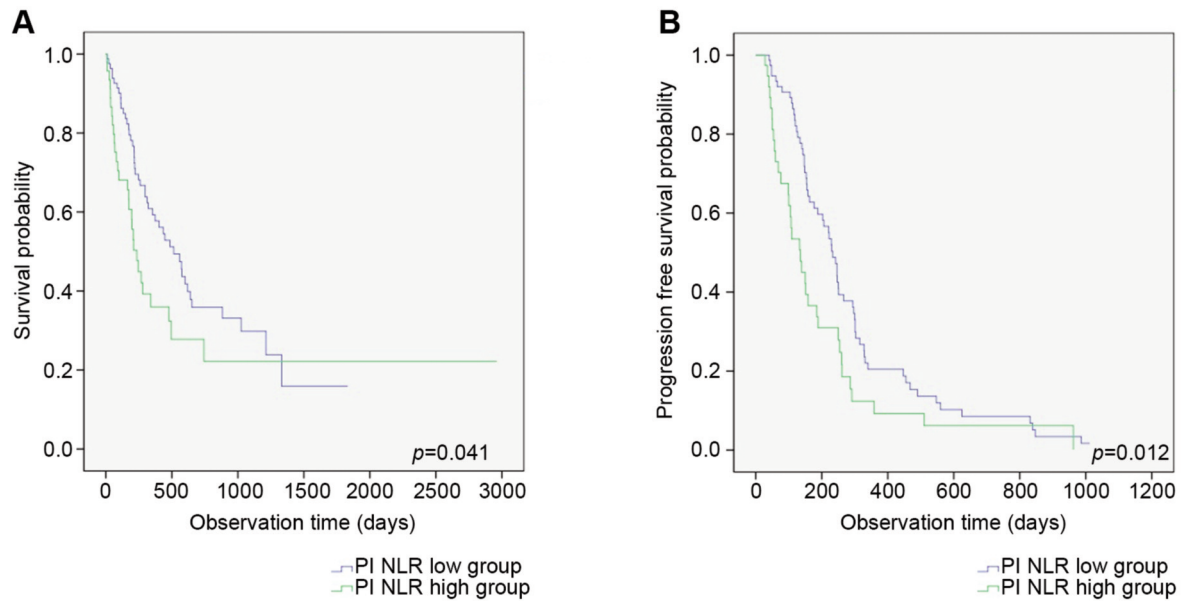 A
1.0
0.8
0.6
0.4
0.2
0.0
Survival probability
p=0.041
0 500 1000 1500 2000 2500 3000
Observation time (days)
PI NLR low group
PI NLR high group
B
1.0
0.8
0.6
0.4
0.2
0.0
Progression free survival probability
p=0.012
0 200 400 600 800 1000 1200
Observation time (days)
PI NLR low group
PI NLR high group